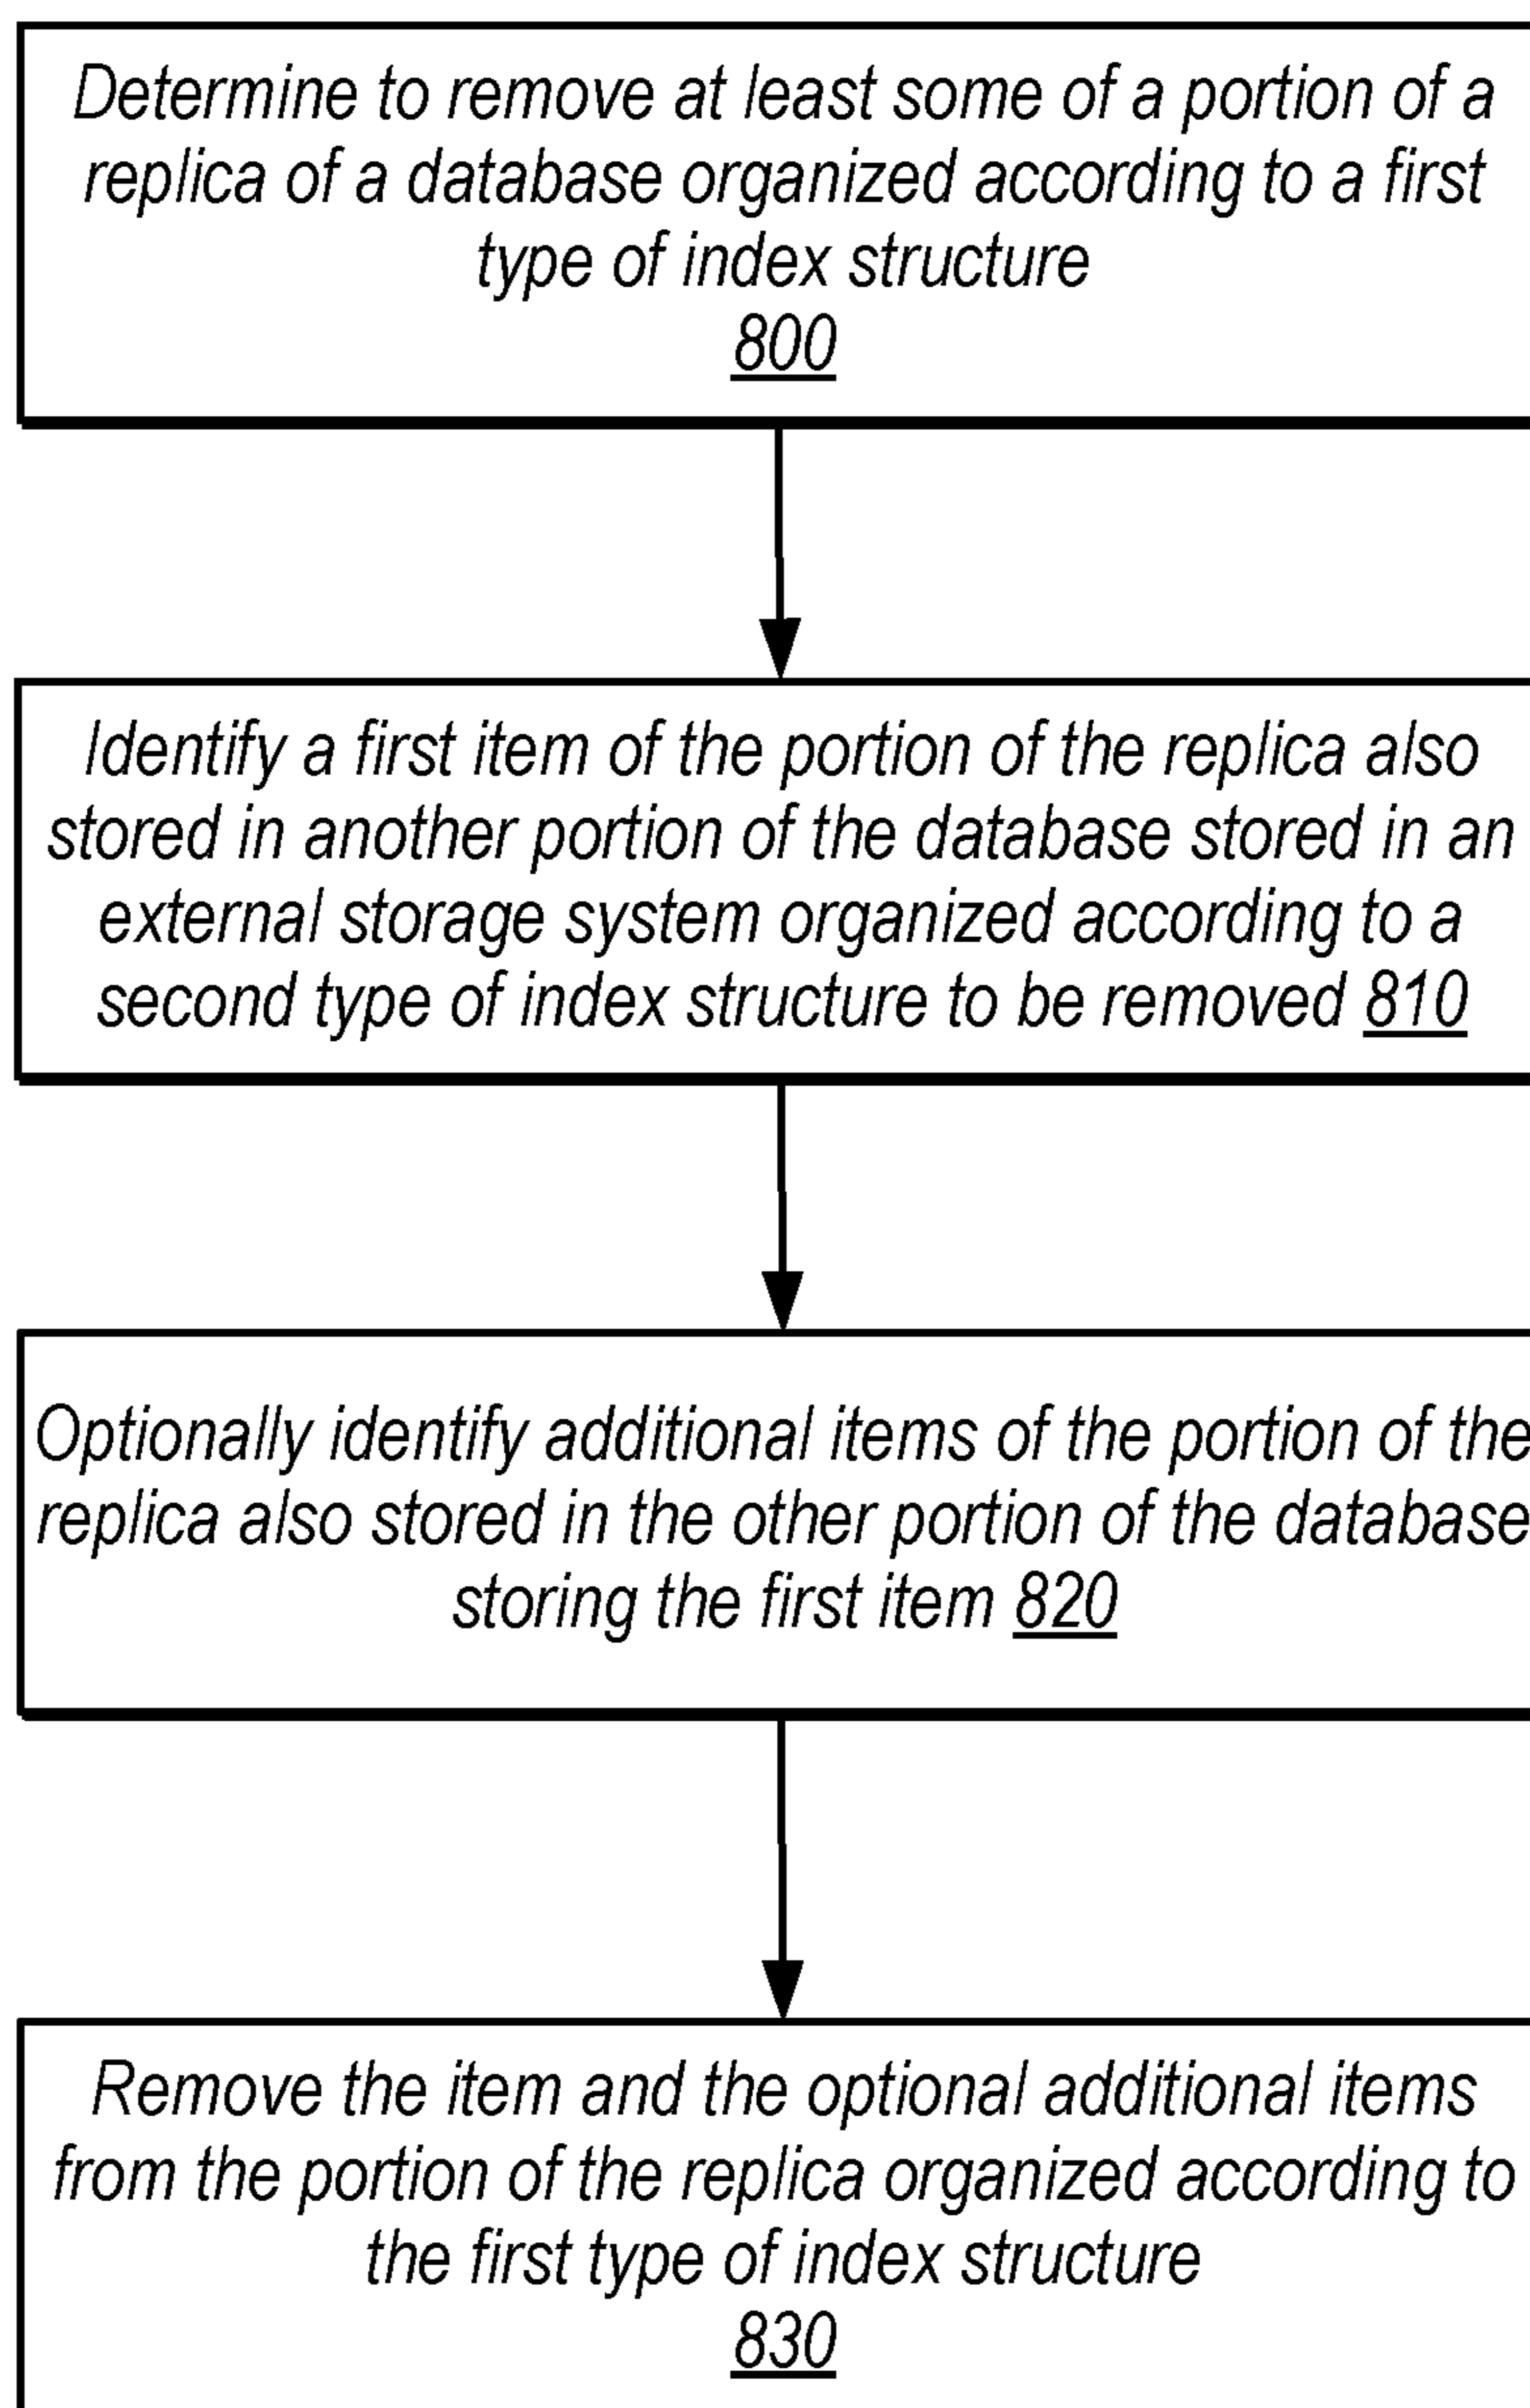 Determine to remove at least some of a portion of a
replica of a database organized according to a first
type of index structure
800
Identify a first item of the portion of the replica also
stored in another portion of the database stored in an
external storage system organized according to a
second type of index structure to be removed 810
Optionally identify additional items of the portion of the
replica also stored in the other portion of the database
storing the first item 820
Remove the item and the optional additional items
from the portion of the replica organized according to
the first type of index structure
830